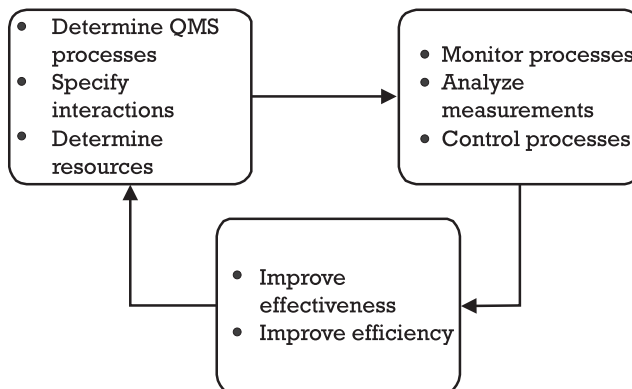 • Determine QMS
processes
• Specify
interactions
• Determine
resources
• Monitor processes
• Analyze
measurements
• Control processes
• Improve
effectiveness
• Improve efficiency